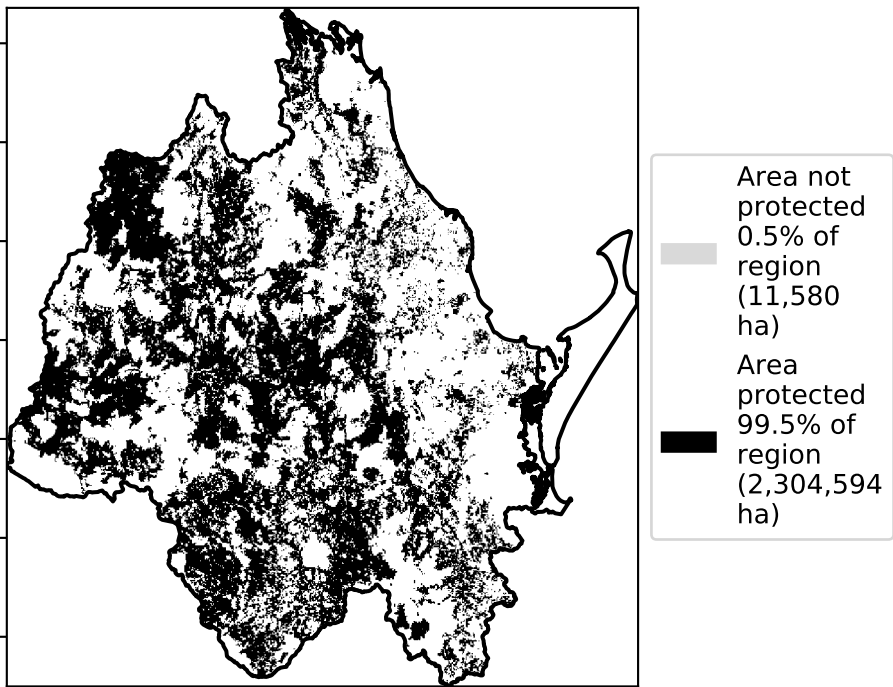 Area not
protected
0.5% of
region
(11,580
ha)
Area
protected
99.5% of
region
(2,304,594
ha)